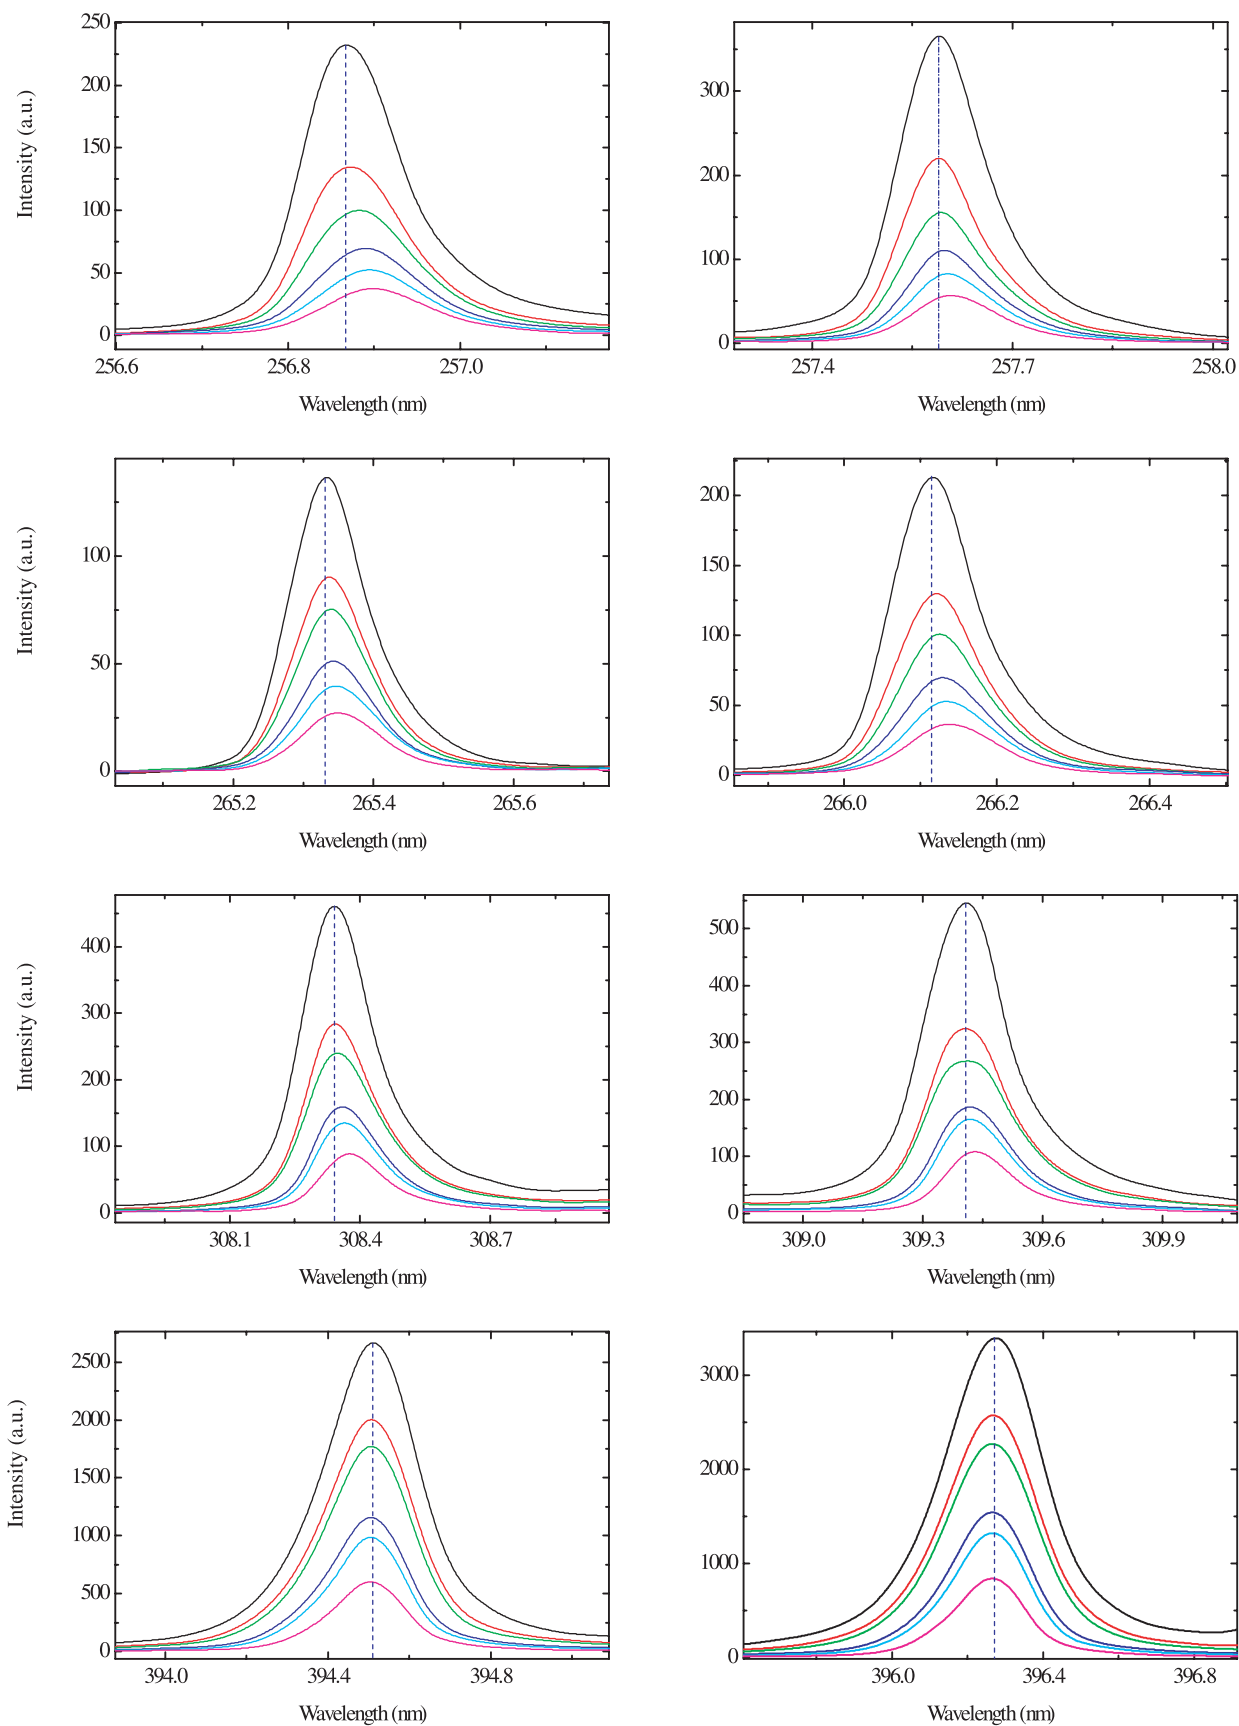 250
200
150
100
50
0
256.6 256.8 257.0
Wavelength (nm)
Intensity (a.u.)
300
200
100
0
257.4 257.7 258.0
Wavelength (nm)
100
50
0
265.2 265.4 265.6
Wavelength (nm)
Intensity (a.u.)
200
150
100
50
0
266.0 266.2 266.4
Wavelength (nm)
400
300
200
100
0
308.1 308.4 308.7
Wavelength (nm)
Intensity (a.u.)
500
400
300
200
100
0
309.0 309.3 309.6 309.9
Wavelength (nm)
2500
2000
1500
1000
500
0
394.0 394.4 394.8
Wavelength (nm)
Intensity (a.u.)
3000
2000
1000
0
396.0 396.4 396.8
Wavelength (nm)